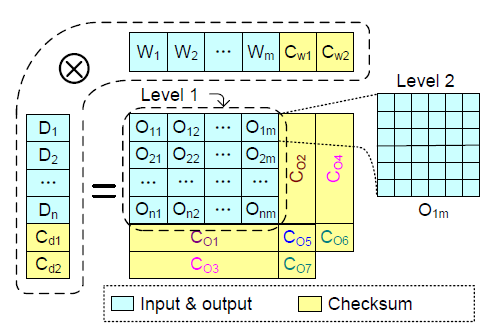 W1 W2 ... Wm Cw1 Cw2
Level 1
Level 2
D1
D2
...
Dn
Cd1
Cd2
O11 O12 ... O1m
O21 O22 ... O2m
... ... ... ...
On1 On2 ... Onm
CO2
CO4
=
O1m
CO1 CO5 CO6
CO3 CO7
Input & output
Checksum